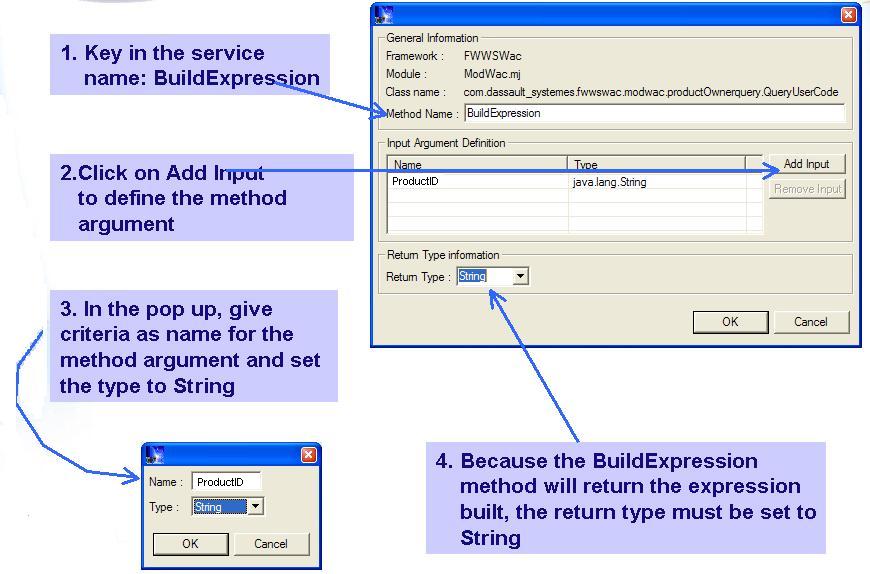 1. Key in the service
name: BuildExpression
2.Click on Add Input
to define the method
argument
3. In the pop up, give
criteria as name for the
method argument and set
the type to String
4. Because the BuildExpression
method will return the expression
built, the return type must be set to
String
General Information
Framework : FWWSWac
Module : ModWac.mj
Class name : com.dassault_systemes.fwwswac.modwac.productOwnerquery.QueryUserCode
Method Name : BuildExpression
Input Argument Definition
Name Type
ProductID java.lang.String
Add Input
Remove Input
Return Type information
Return Type : String
OK Cancel
Name : ProductID
Type : String
OK Cancel